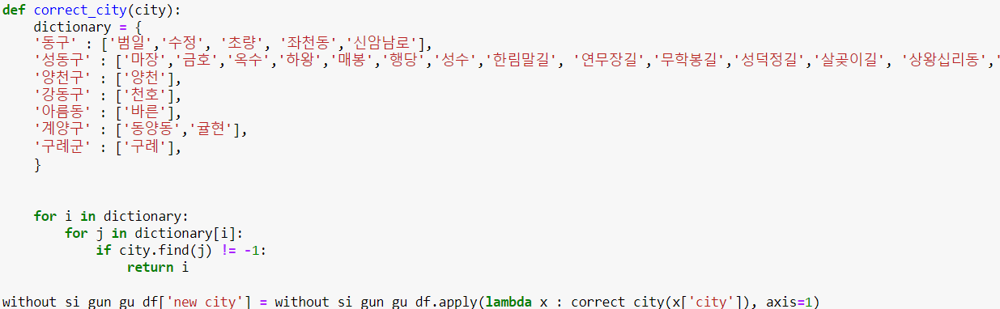 def correct_city(city):
    dictionary = {
    '동구' : ['범일','수정', '초량', '좌천동','신암남로'],
    '성동구' : ['마장','금호','옥수','하왕','매봉','행당','성수','한림말길', '연무장길','무학봉길','성덕정길','살곶이길', '상왕십리동','
    '양천구' : ['양천'],
    '강동구' : ['천호'],
    '아름동' : ['바른'],
    '계양구' : ['동양동','귤현'],
    '구례군' : ['구례'],
    }
    for i in dictionary:
        for j in dictionary[i]:
            if city.find(j) != -1:
                return i
without_si_gun_gu_df['new_city'] = without_si_gun_gu_df.apply(lambda x : correct_city(x['city']), axis=1)